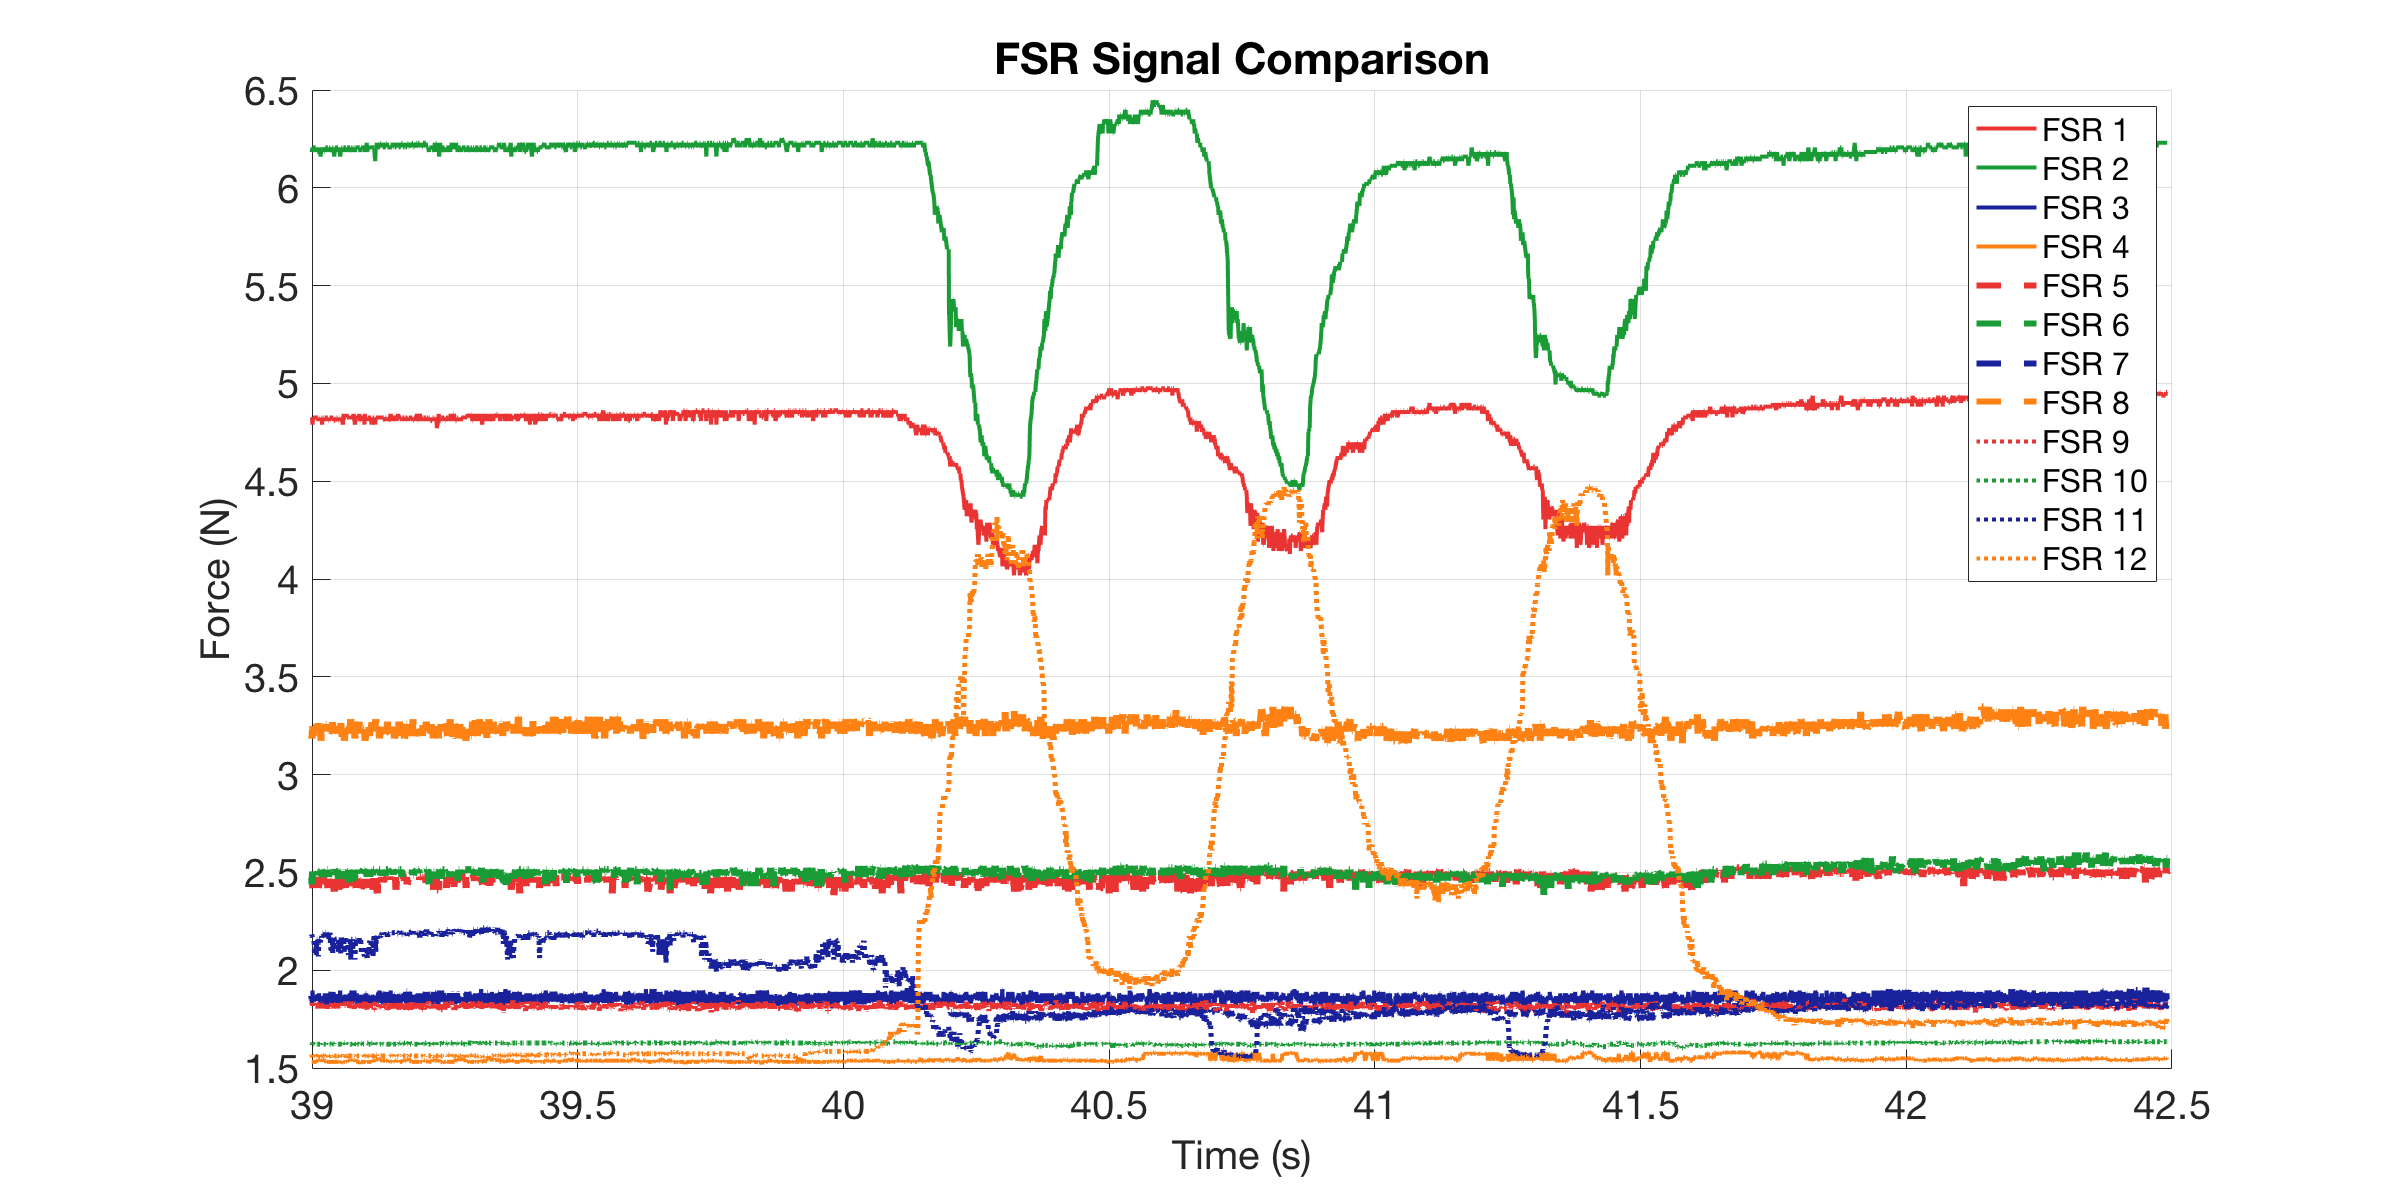 FSR Signal Comparison
6.5
6
5.5
5
4.5
4
3.5
3
2.5
2
1.5
Force (N)
FSR 1
FSR 2
FSR 3
FSR 4
FSR 5
FSR 6
FSR 7
FSR 8
FSR 9
FSR 10
FSR 11
FSR 12
39 39.5 40 40.5 41 41.5 42 42.5
Time (s)